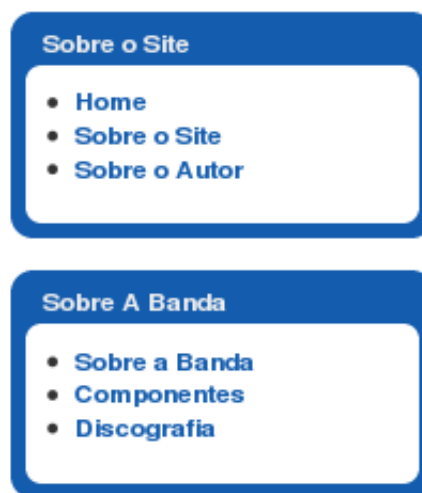 Sobre o Site
Home
Sobre o Site
Sobre o Autor
Sobre A Banda
Sobre a Banda
Componentes
Discografia